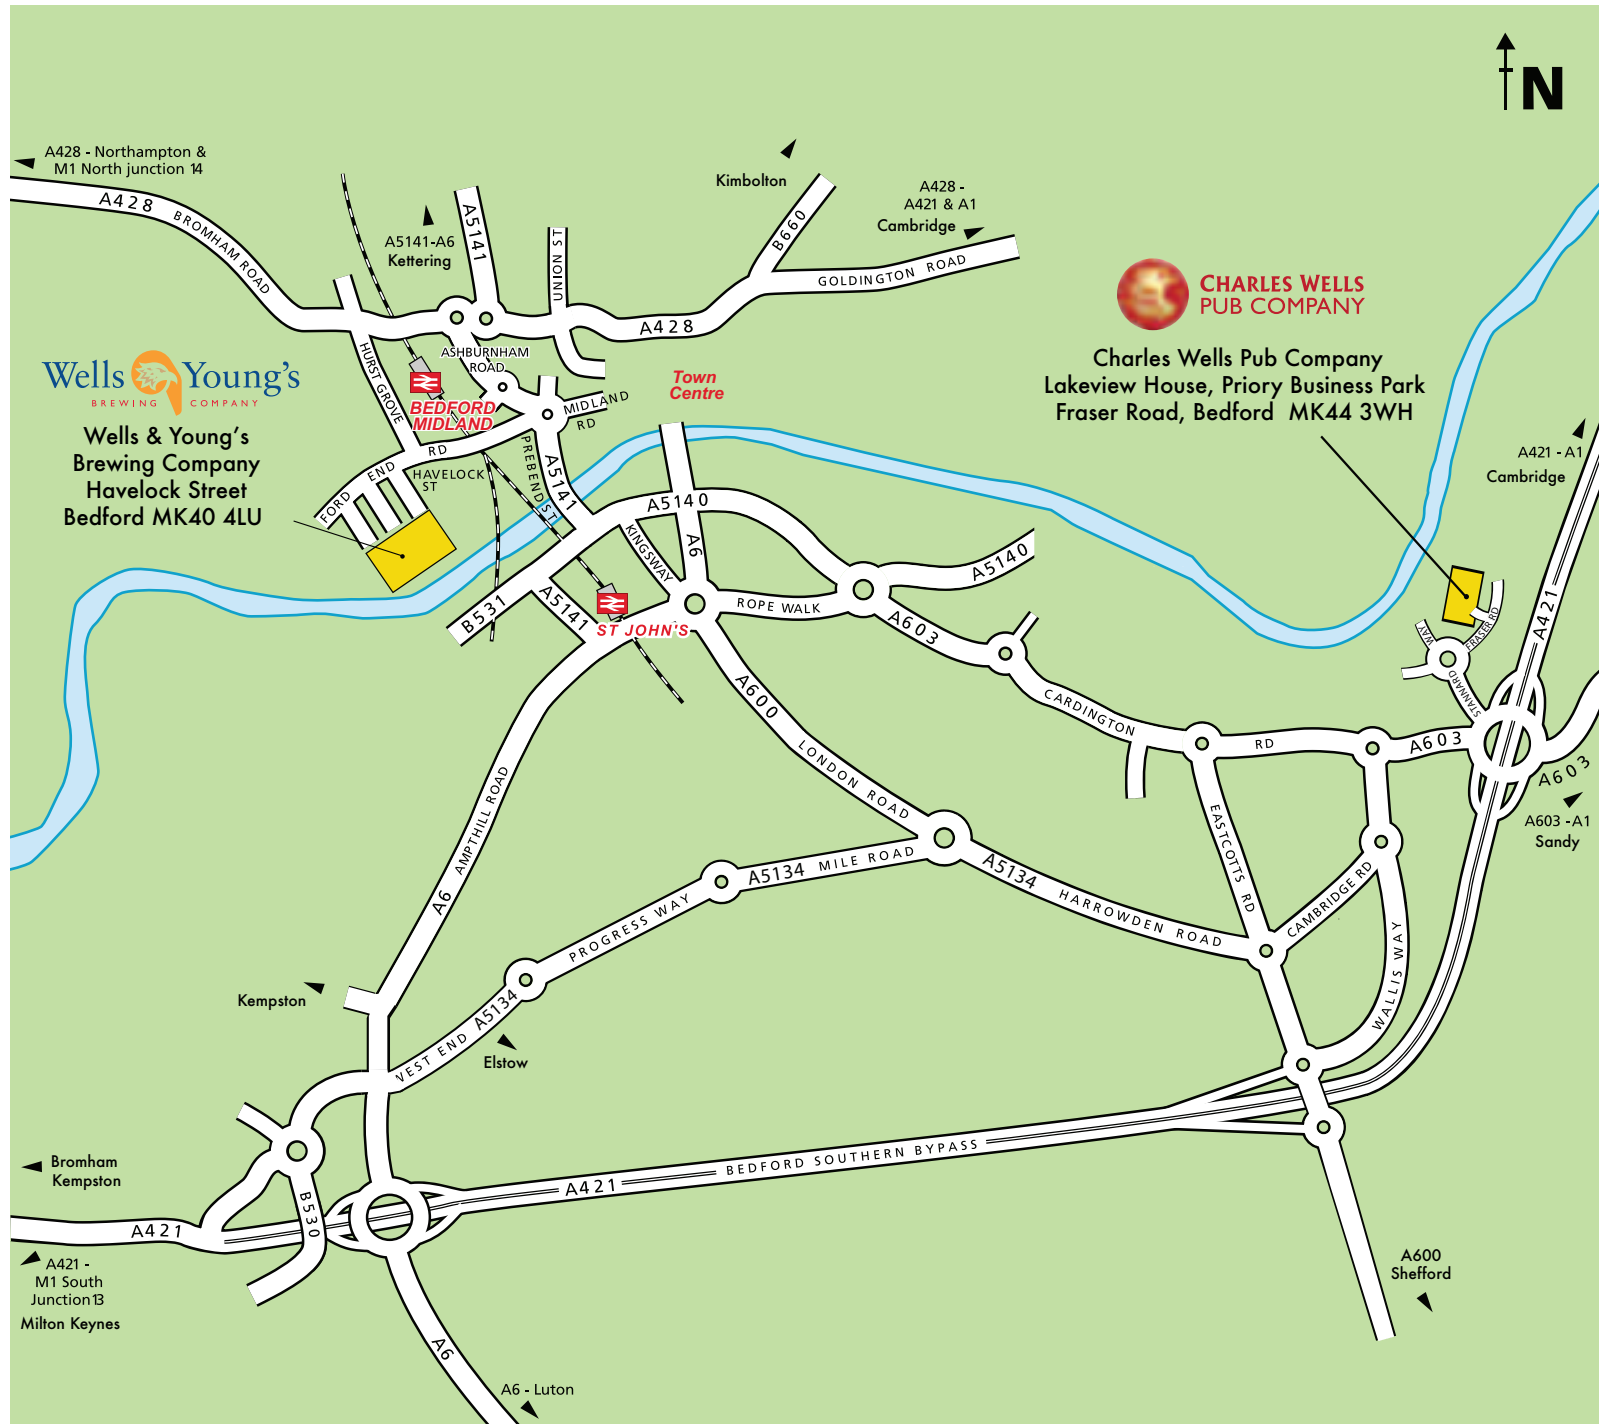 N
A428 - Northampton &
M1 North junction 14
A428
BROMHAM ROAD
A5141-A6
Kettering
A5141
UNION ST
Kimbolton
B660
A428 -
A421 & A1
Cambridge
GOLDINGTON ROAD
A428
CHARLES WELLS
PUB COMPANY
Charles Wells Pub Company
Lakeview House, Priory Business Park
Fraser Road, Bedford MK44 3WH
Wells Young's
BREWING COMPANY
Wells & Young's
Brewing Company
Havelock Street
Bedford MK40 4LU
HURST GROVE
ASHBURNHAM
ROAD
BEDFORD
MIDLAND
MIDLAND
RD
Town
Centre
FORD END RD
HAVELOCK
ST
PREBEND ST
A5141
A5140
KINGSWAY
A6
B531
A5141
ST JOHN'S
ROPE WALK
A5140
A603
A421 - A1
Cambridge
A421
WAY
FRASER RD
STANNARD
CARDINGTON
RD
A603
A603
A603 - A1
Sandy
A600
LONDON ROAD
A6 AMPTHILL ROAD
EASTCOTTS RD
CAMBRIDGE RD
WALLIS WAY
A5134 MILE ROAD
A5134 HARROWDEN ROAD
PROGRESS WAY
Kempston
WEST END A5134
Elstow
Bromham
Kempston
B530
A421
A421
BEDFORD SOUTHERN BYPASS
A421 -
M1 South
Junction 13
Milton Keynes
A600
Shefford
A6
A6 - Luton